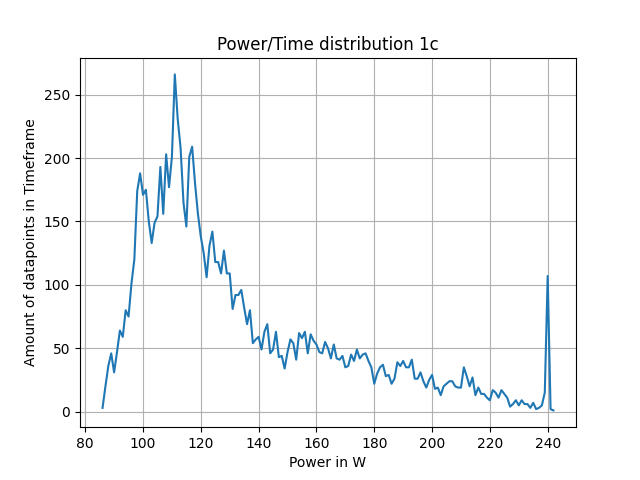 Power/Time distribution 1c
Amount of datapoints in Timeframe
250
200
150
100
50
0
80 100 120 140 160 180 200 220 240
Power in W